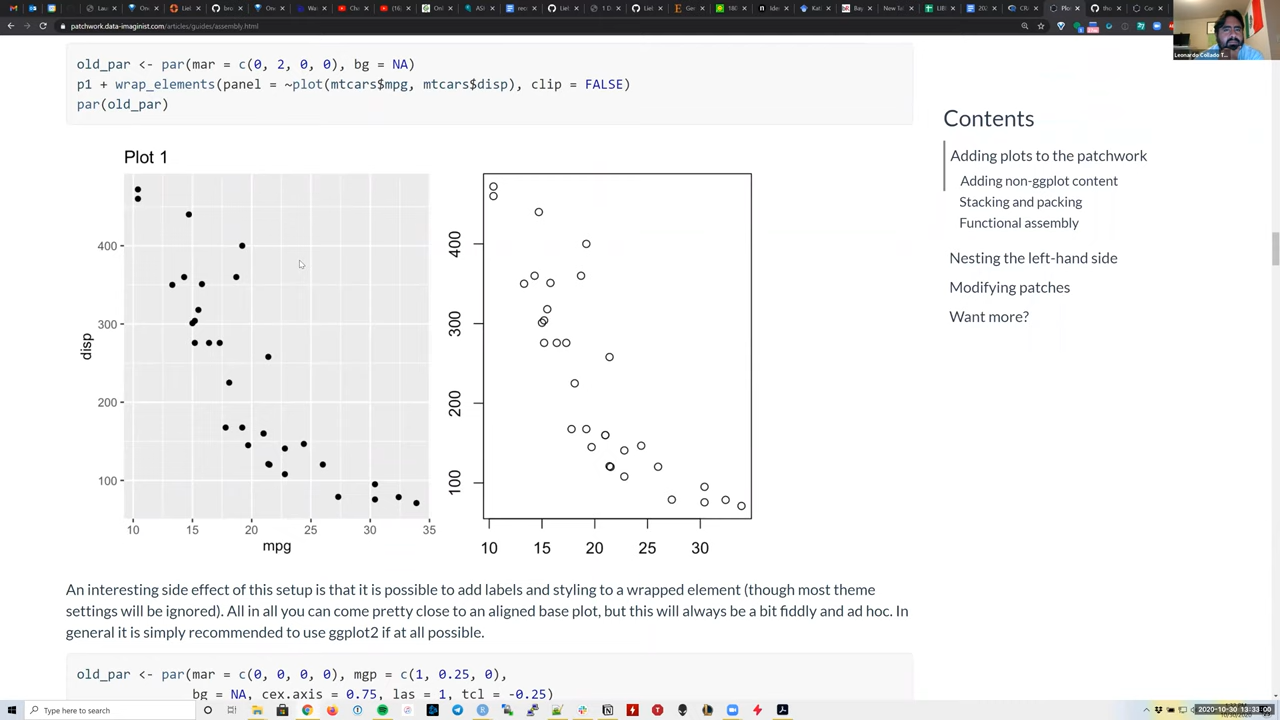 patchwork.data-imaginist.com/articles/guides/assembly.html
Leonardo Collado T...
old_par <- par(mar = c(0, 2, 0, 0), bg = NA)
p1 + wrap_elements(panel = ~plot(mtcars$mpg, mtcars$disp), clip = FALSE)
par(old_par)
Contents
Adding plots to the patchwork
Adding non-ggplot content
Stacking and packing
Functional assembly
Nesting the left-hand side
Modifying patches
Want more?
Plot 1
400
300
200
100
disp
10 15 20 25 30 35
mpg
400
300
200
100
10 15 20 25 30
An interesting side effect of this setup is that it is possible to add labels and styling to a wrapped element (though most theme
settings will be ignored). All in all you can come pretty close to an aligned base plot, but this will always be a bit fiddly and ad hoc. In
general it is simply recommended to use ggplot2 if at all possible.
old_par <- par(mar = c(0, 0, 0, 0), mgp = c(1, 0.25, 0),
bg = NA, cex.axis = 0.75, las = 1, tcl = -0.25)
Type here to search
2020-10-30 13:33:00